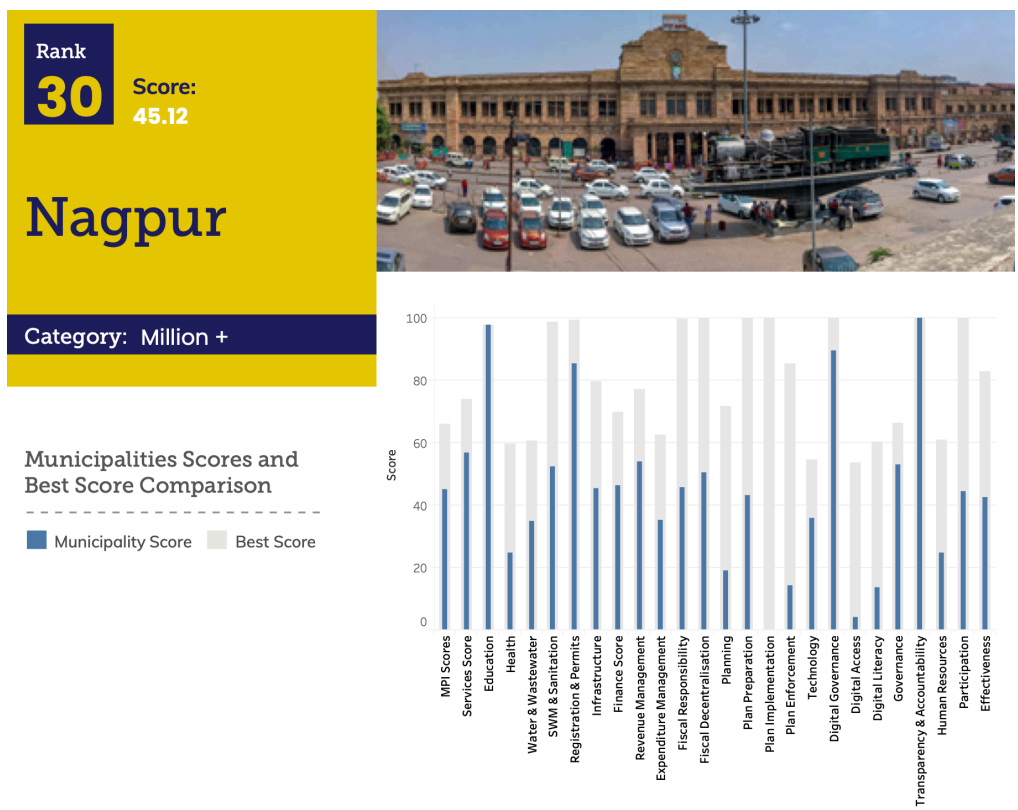 Rank
30
Score:
45.12
Nagpur
Category: Million +
Municipalities Scores and
Best Score Comparison
Municipality Score
Best Score
Score
100
80
60
40
20
0
MPI Scores
Services Score
Education
Health
Water & Wastewater
SWM & Sanitation
Registration & Permits
Infrastructure
Finance Score
Revenue Management
Expenditure Management
Fiscal Responsibility
Fiscal Decentralisation
Planning
Plan Preparation
Plan Implementation
Plan Enforcement
Technology
Digital Governance
Digital Access
Digital Literacy
Governance
Transparency & Accountability
Human Resources
Participation
Effectiveness